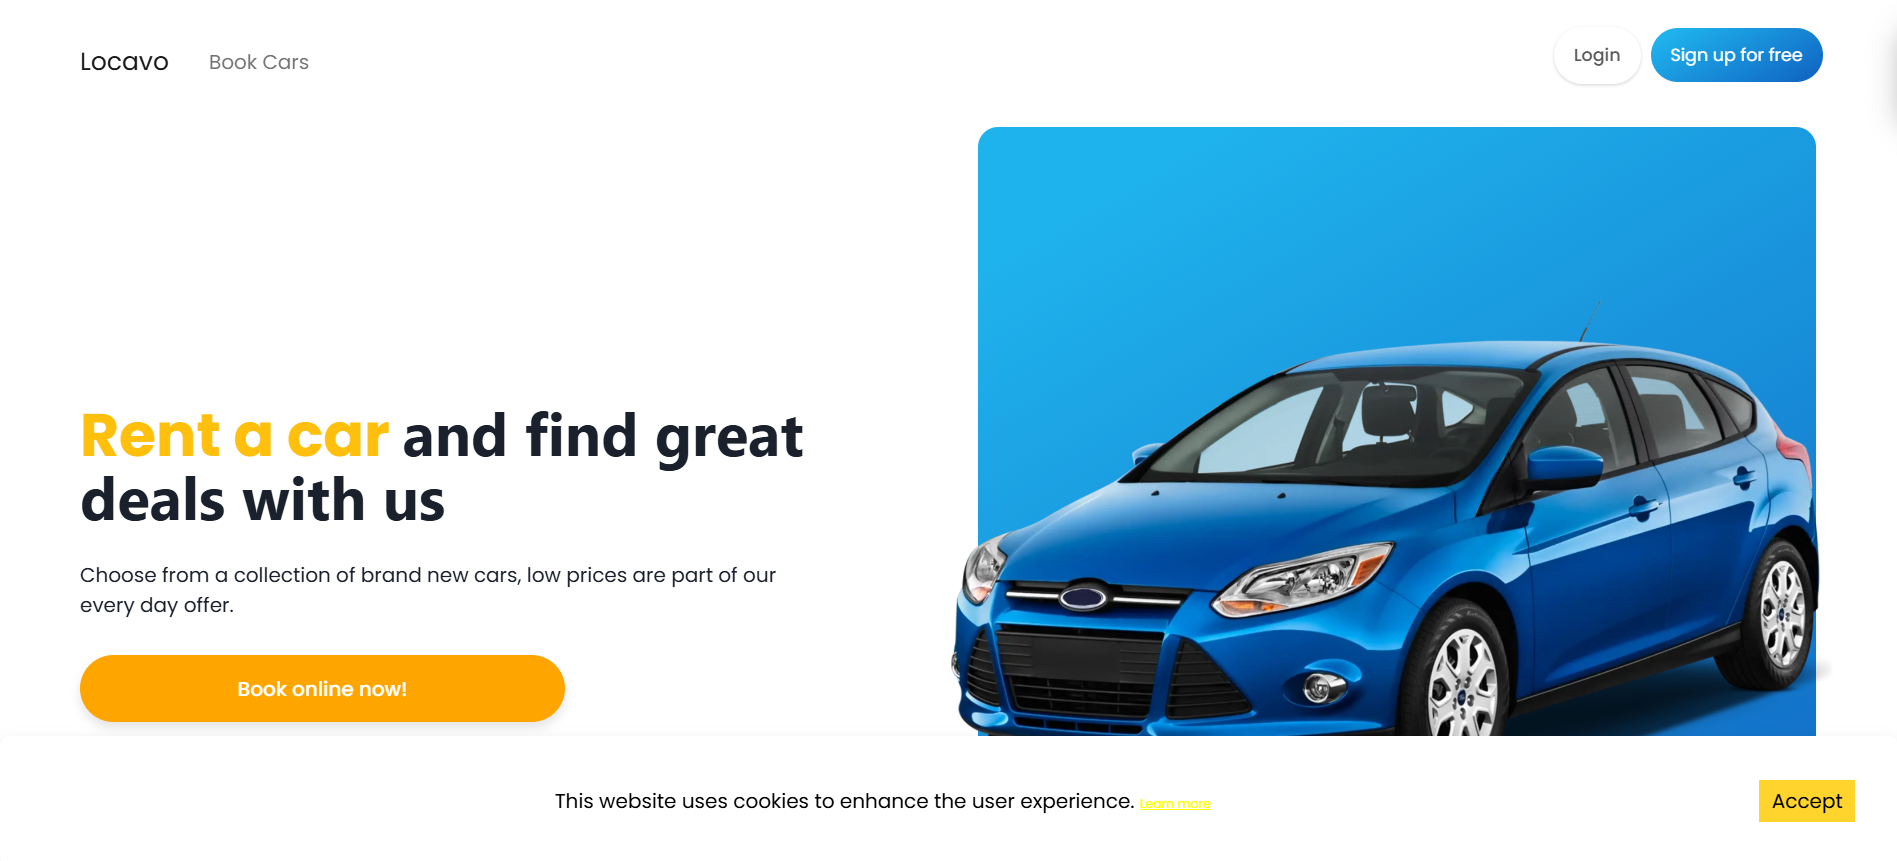 Locavo
Book Cars
Login
Sign up for free
Rent a car and find great
deals with us
Choose from a collection of brand new cars, low prices are part of our
every day offer.
Book online now!
This website uses cookies to enhance the user experience. Learn more
Accept